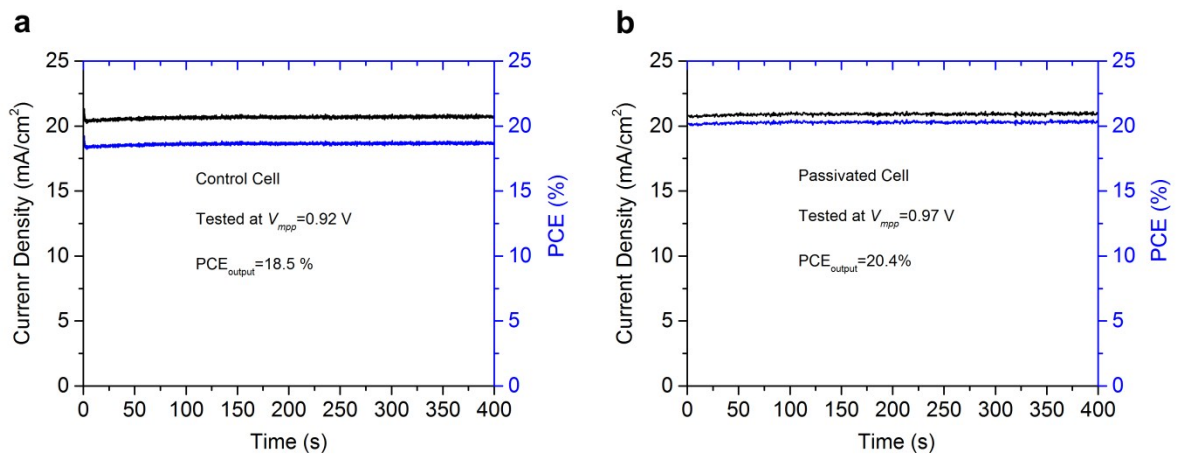 a
25
20
15
10
5
0
Currenr Density (mA/cm²)
25
20
15
10
5
0
PCE (%)
Control Cell
Tested at Vmpp=0.92 V
PCEoutput=18.5 %
0 50 100 150 200 250 300 350 400
Time (s)
b
25
20
15
10
5
0
Current Density (mA/cm²)
25
20
15
10
5
0
PCE (%)
Passivated Cell
Tested at Vmpp=0.97 V
PCEoutput=20.4%
0 50 100 150 200 250 300 350 400
Time (s)